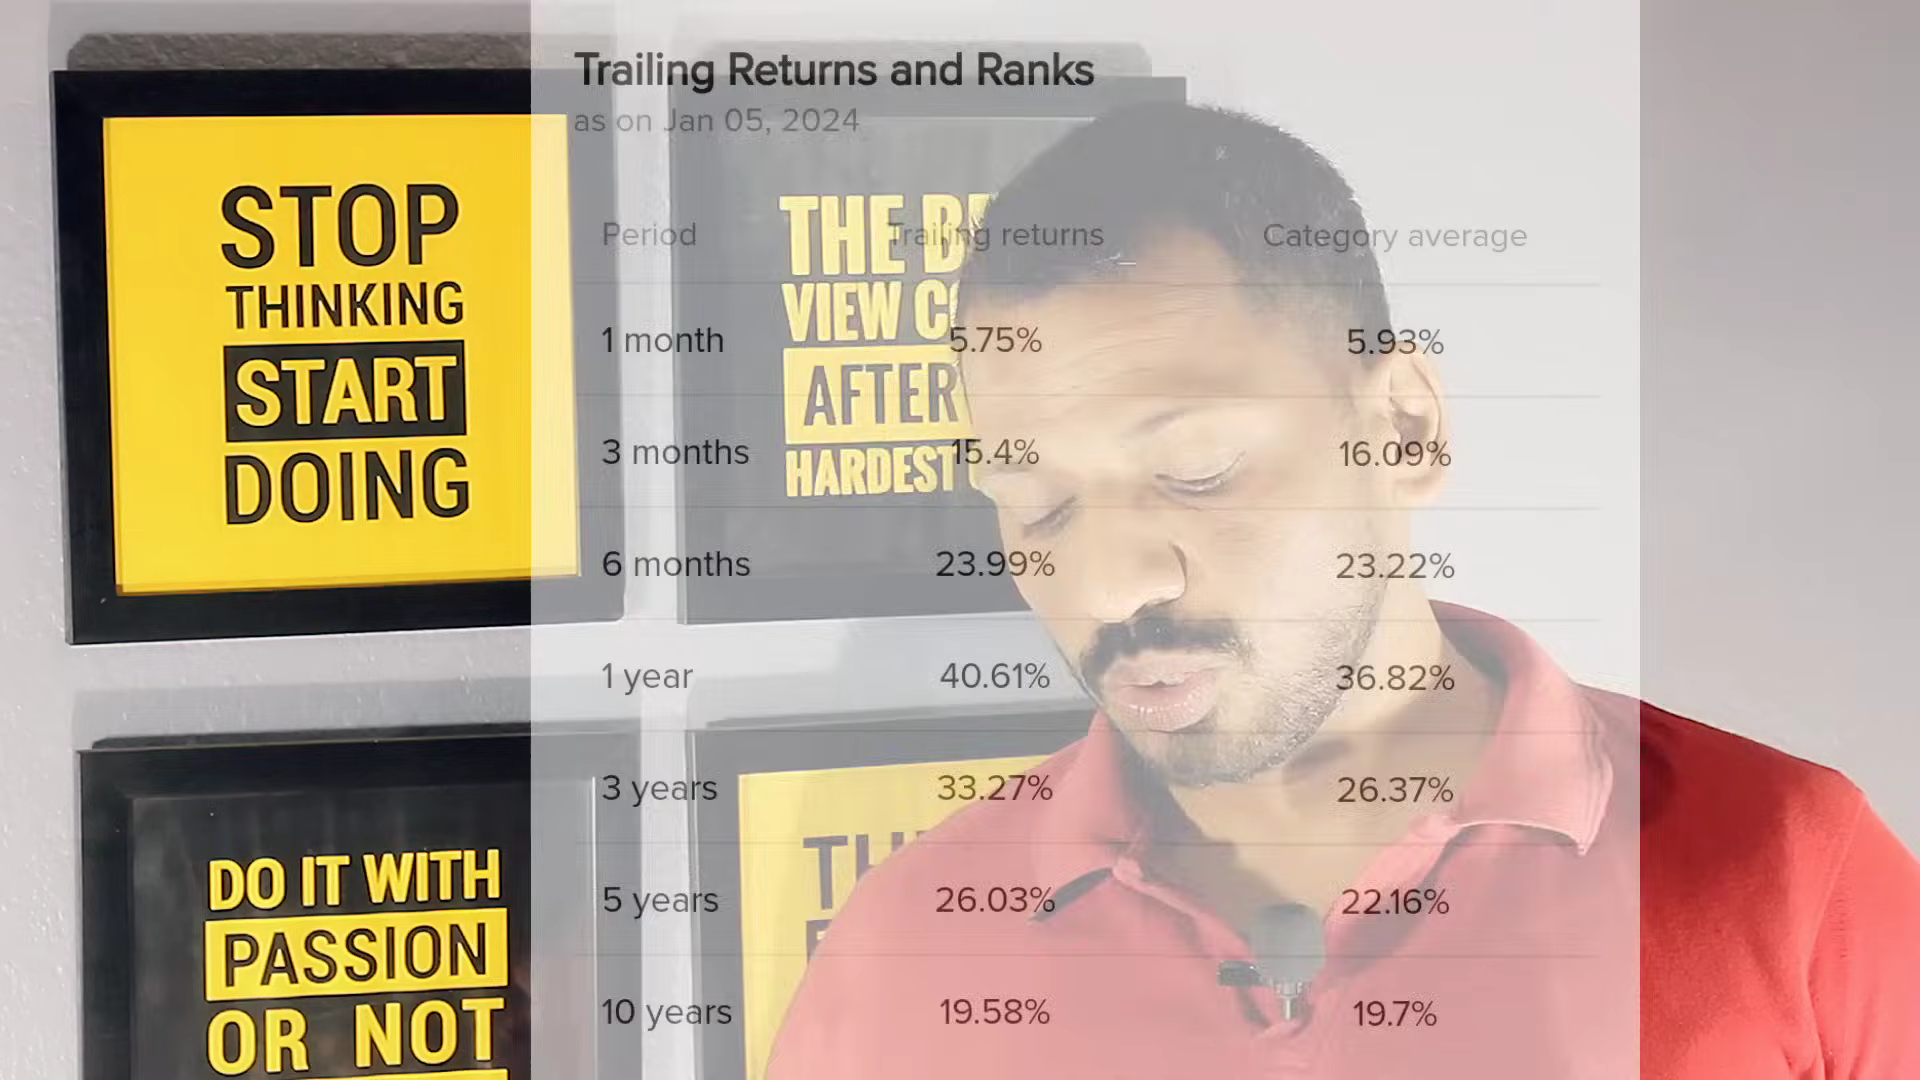 STOP
THINKING
START
DOING
THE
VIEW
AFTER
HARDEST
DO IT WITH
PASSION
OR NOT
Trailing Returns and Ranks
as on Jan 05, 2024
Period Trailing returns Category average
1 month 5.75% 5.93%
3 months 15.4% 16.09%
6 months 23.99% 23.22%
1 year 40.61% 36.82%
3 years 33.27% 26.37%
5 years 26.03% 22.16%
10 years 19.58% 19.7%